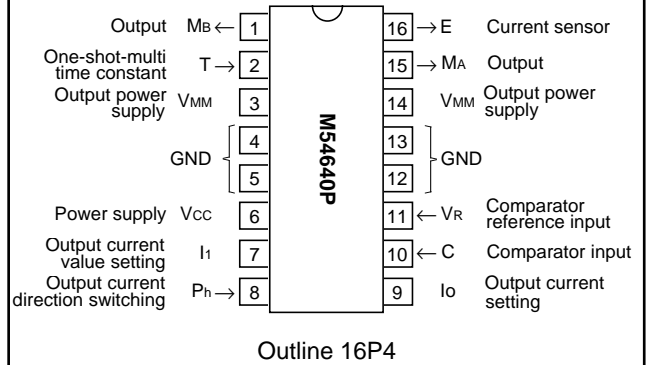 Output MB ← 1
One-shot-multi
time constant T → 2
Output power
supply VMM 3
4
GND
5
Power supply VCC 6
Output current
value setting I1 7
Output current
direction switching Ph → 8
M54640P
16 → E Current sensor
15 → MA Output
14 VMM Output power
supply
13
GND
12
11 ← VR Comparator
reference input
10 ← C Comparator input
9 Io Output current
setting
Outline 16P4